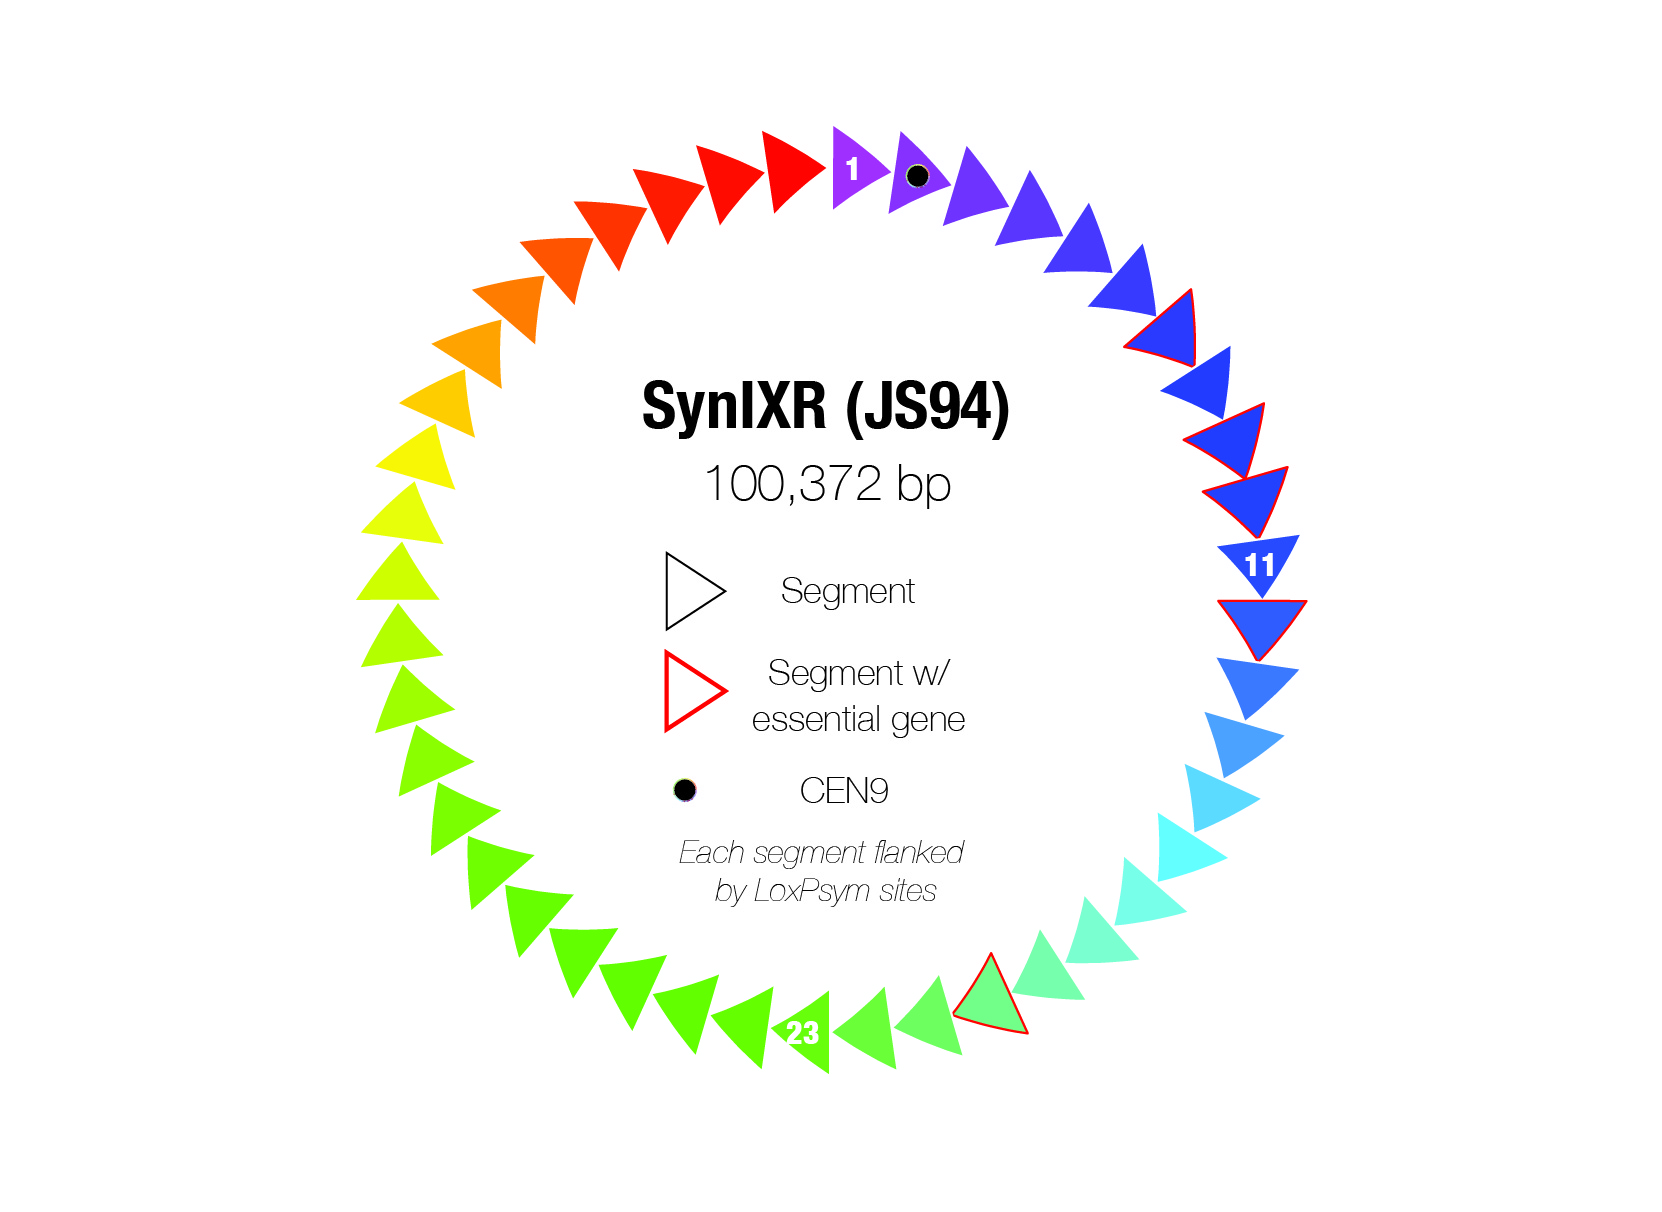 1
11
SynIXR (JS94)
100,372 bp
Segment
Segment w/
essential gene
CEN9
Each segment flanked
by LoxPsym sites
23